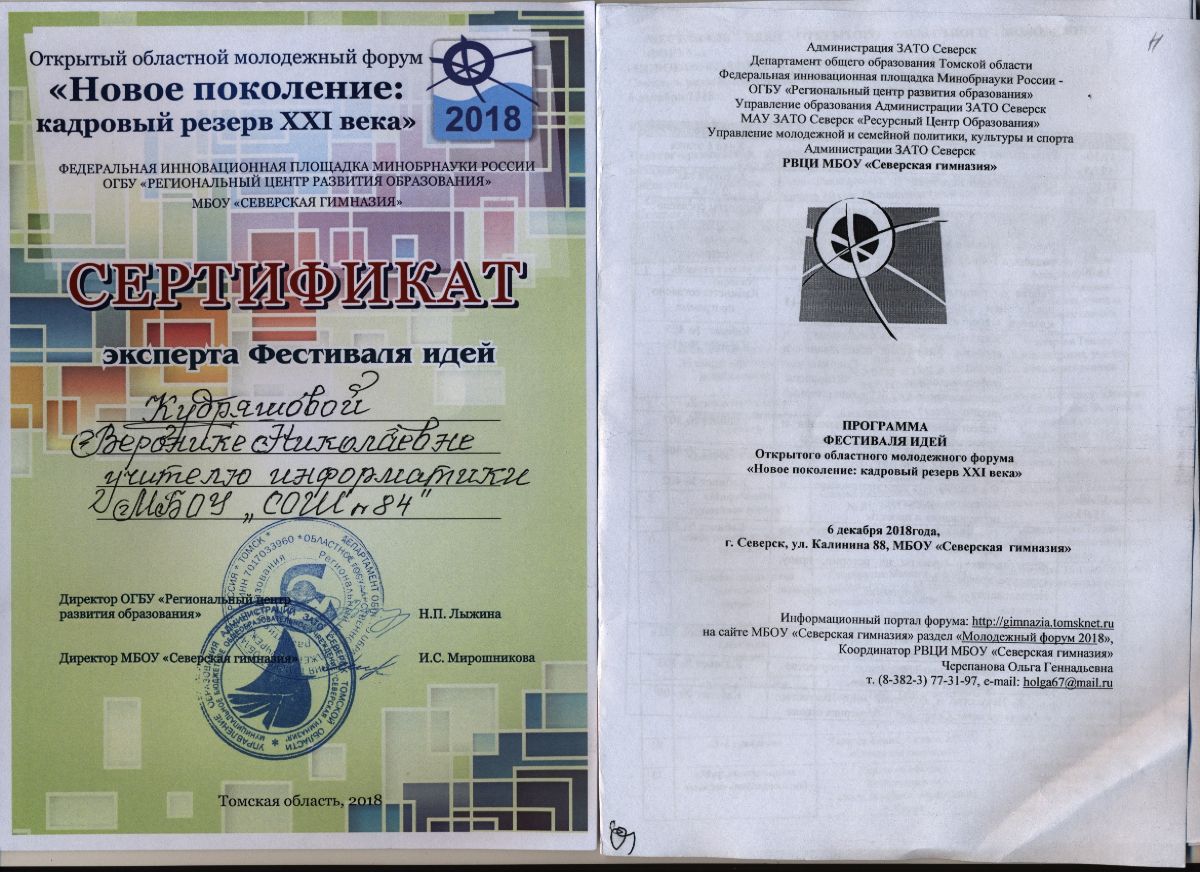 Открытый областной молодежный форум
«Новое поколение:
кадровый резерв XXI века»
2018
ФЕДЕРАЛЬНАЯ ИННОВАЦИОННАЯ ПЛОЩАДКА МИНОБРНАУКИ РОССИИ
ОГБУ «РЕГИОНАЛЬНЫЙ ЦЕНТР РАЗВИТИЯ ОБРАЗОВАНИЯ»
МБОУ «СЕВЕРСКАЯ ГИМНАЗИЯ»
СЕРТИФИКАТ
эксперта Фестиваля идей
Кудряшовой
Веронике Николаевне
учителю информатики
МБОУ „СОШ № 84"
Директор ОГБУ «Региональный центр
развития образования»
Н.П. Лыжина
Директор МБОУ «Северская гимназия»
И.С. Мирошникова
Томская область, 2018
Администрация ЗАТО Северск
Департамент общего образования Томской области
Федеральная инновационная площадка Минобрнауки России -
ОГБУ «Региональный центр развития образования»
Управление образования Администрации ЗАТО Северск
МАУ ЗАТО Северск «Ресурсный Центр Образования»
Управление молодежной и семейной политики, культуры и спорта
Администрации ЗАТО Северск
РВЦИ МБОУ «Северская гимназия»
ПРОГРАММА
ФЕСТИВАЛЯ ИДЕЙ
Открытого областного молодежного форума
«Новое поколение: кадровый резерв XXI века»
6 декабря 2018года,
г. Северск, ул. Калинина 88, МБОУ «Северская гимназия»
Информационный портал форума: http://gimnazia.tomsknet.ru
на сайте МБОУ «Северская гимназия» раздел «Молодежный форум 2018»,
Координатор РВЦИ МБОУ «Северская гимназия»
Черепанова Ольга Геннадьевна
т. (8-382-3) 77-31-97, e-mail: holga67@mail.ru